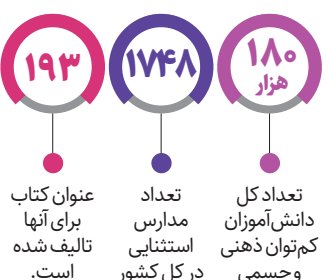 ۱۸۰
هزار
تعداد کل
دانش‌آموزان
کم‌توان ذهنی
و جسمی
۱۷۴۸
تعداد
مدارس
استثنایی
در کل کشور
۱۹۳
عنوان کتاب
برای آنها
تالیف شده
است.